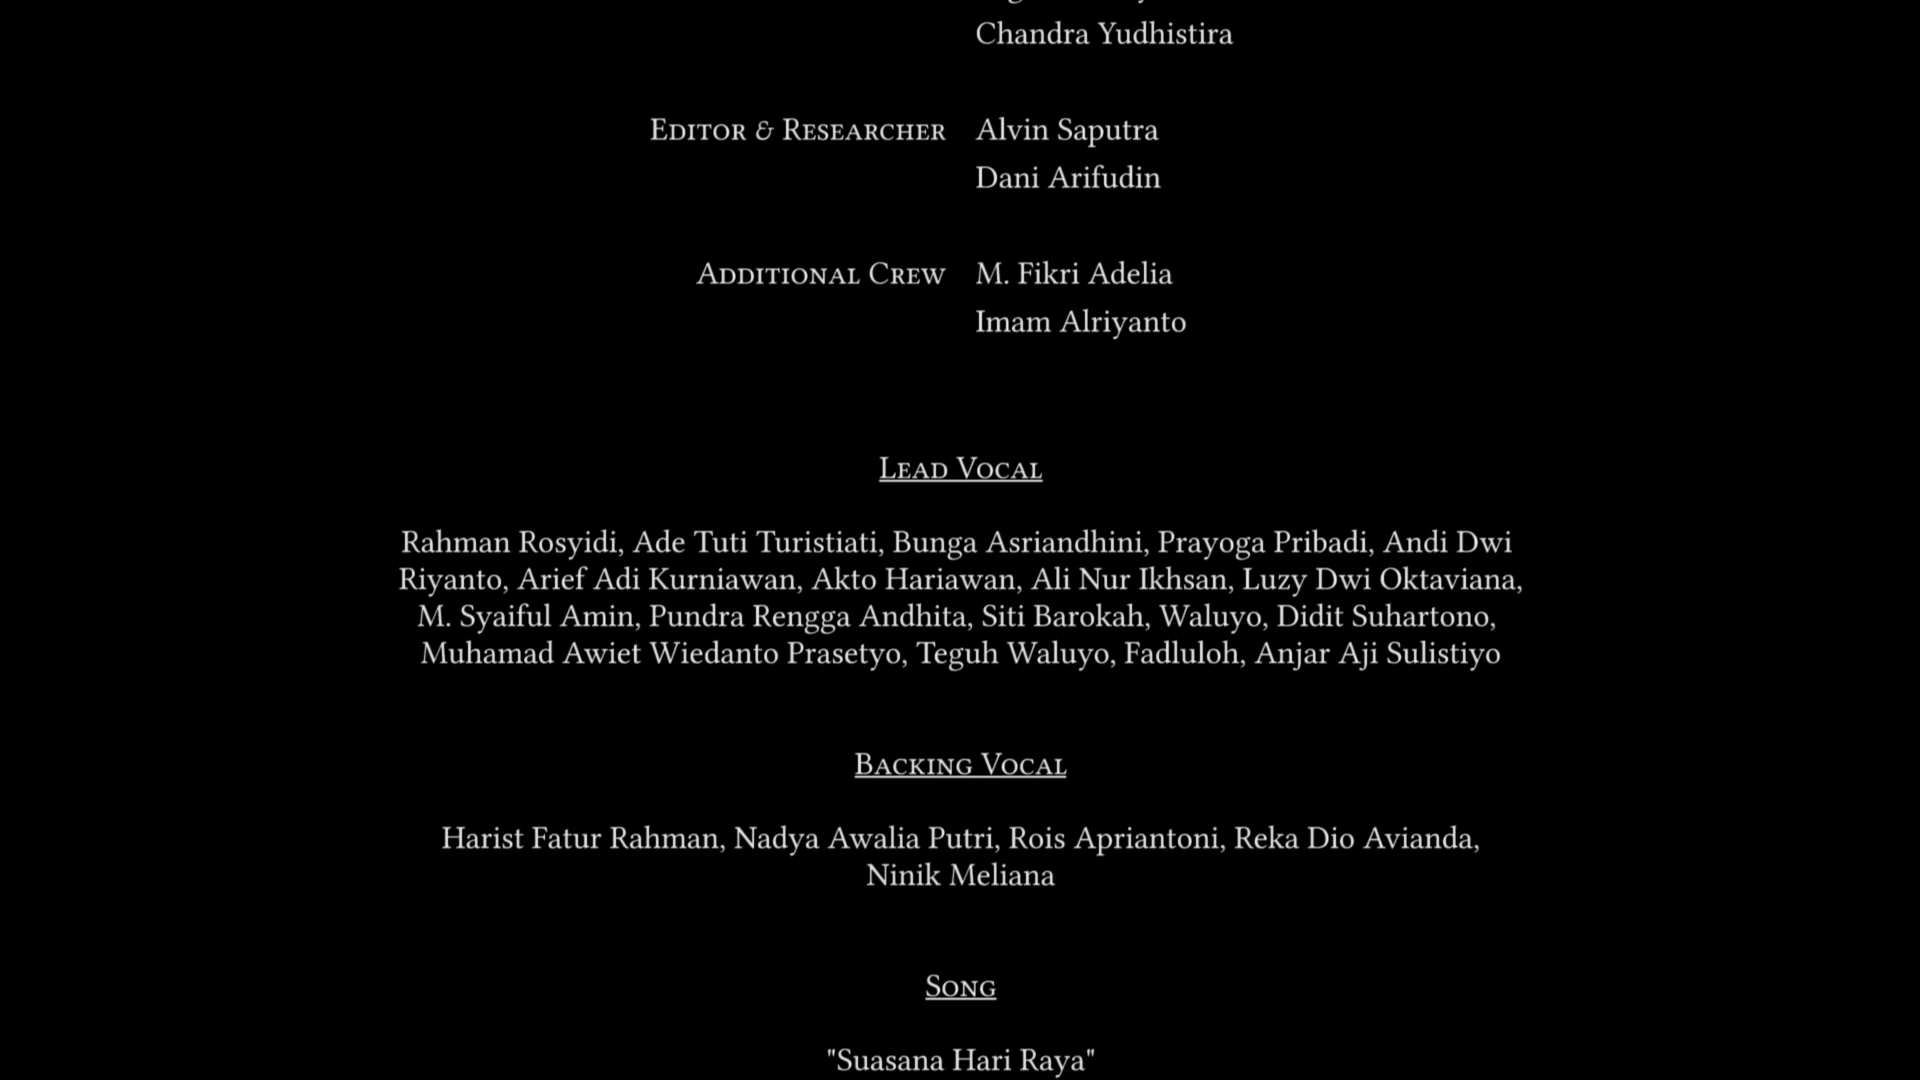 Chandra Yudhistira
EDITOR & RESEARCHER Alvin Saputra
Dani Arifudin
ADDITIONAL CREW M. Fikri Adelia
Imam Alriyanto
LEAD VOCAL
Rahman Rosyidi, Ade Tuti Turistiati, Bunga Asriandhini, Prayoga Pribadi, Andi Dwi
Riyanto, Arief Adi Kurniawan, Akto Hariawan, Ali Nur Ikhsan, Luzy Dwi Oktaviana,
M. Syaiful Amin, Pundra Rengga Andhita, Siti Barokah, Waluyo, Didit Suhartono,
Muhamad Awiet Wiedanto Prasetyo, Teguh Waluyo, Fadluloh, Anjar Aji Sulistiyo
BACKING VOCAL
Harist Fatur Rahman, Nadya Awalia Putri, Rois Apriantoni, Reka Dio Avianda,
Ninik Meliana
SONG
"Suasana Hari Raya"